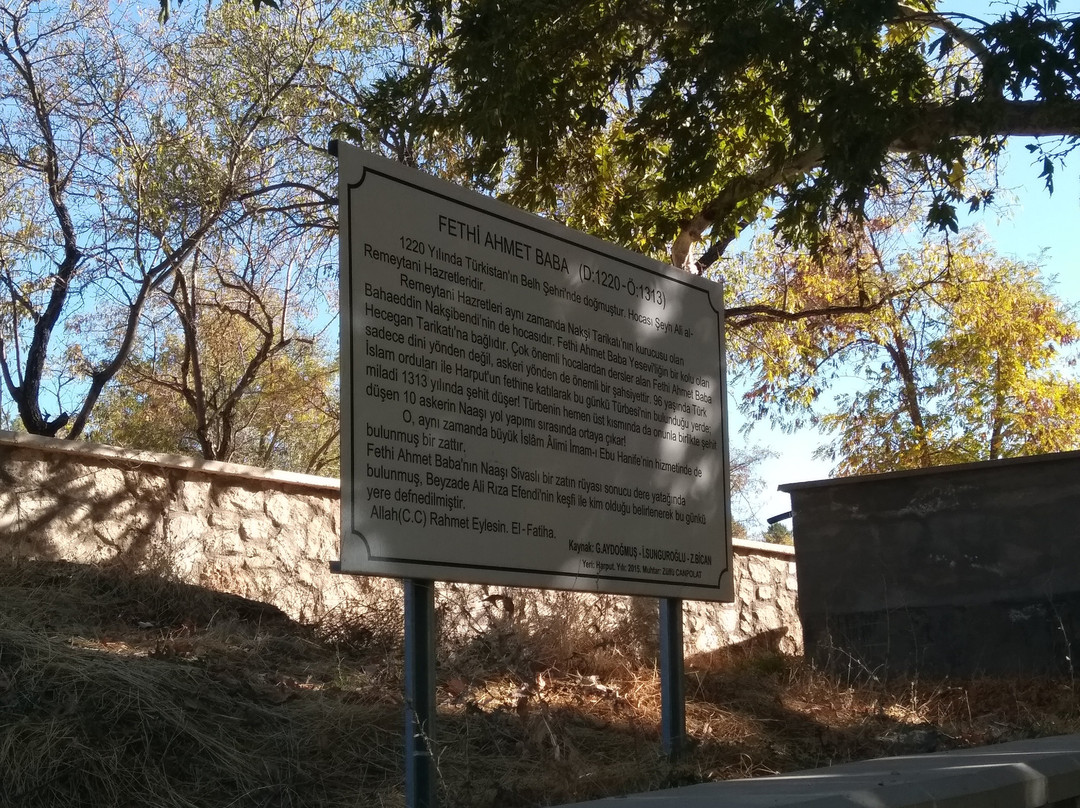 FETHİ AHMET BABA (D:1220-Ö:1313)
1220 Yılında Türkistan'ın Belh Şehri'nde doğmuştur. Hocası Şeyn Ali al-
Remeytani Hazretleridir.
Remeytani Hazretleri aynı zamanda Nakşi Tarikatı'nın kurucusu olan
Bahaeddin Nakşibendi'nin de hocasıdır. Fethi Ahmet Baba Yesevi'liğin bir kolu olan
Hecegan Tarikatı'na bağlıdır. Çok önemli hocalardan dersler alan Fethi Ahmet Baba
sadece dini yönden değil, askeri yönden de önemli bir şahsiyettir. 96 yaşında Türk
İslam orduları ile Harput'un fethine katılarak bu günkü Türbesi'nin bulunduğu yerde;
miladi 1313 yılında şehit düşer! Türbenin hemen üst kısmında da onunla birlikte şehit
düşen 10 askerin Naaşı yol yapımı sırasında ortaya çıkar!
O, aynı zamanda büyük İslâm Âlimi İmam-ı Ebu Hanife'nin hizmetinde de
bulunmuş bir zattır.
Fethi Ahmet Baba'nın Naaşı Sivaslı bir zatın rüyası sonucu dere yatağında
bulunmuş, Beyzade Ali Rıza Efendi'nin keşfi ile kim olduğu belirlenerek bu günkü
yere defnedilmiştir.
Allah(C.C) Rahmet Eylesin. El-Fatiha.
Kaynak: G.AYDOĞMUŞ - İ.SUNGUROĞLU - Z.BİCAN
Yeri: Harput. Yılı: 2015. Muhtar: Zülfü CANPOLAT